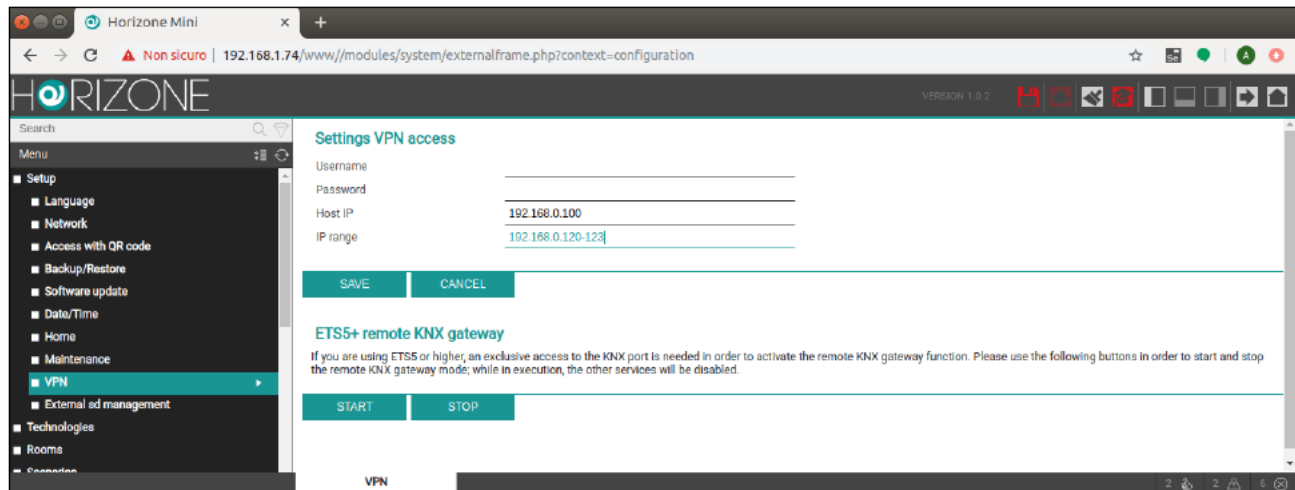 Horizone Mini
Non sicuro | 192.168.1.74/www//modules/system/externalframe.php?context=configuration
Se
A
HORIZONE
VERSION 1.0.2
Search
Menu
Setup
Language
Network
Access with QR code
Backup/Restore
Software update
Date/Time
Home
Maintenance
VPN
External sd management
Technologies
Rooms
Scenarios
Settings VPN access
Username
Password
Host IP 192.168.0.100
IP range 192.168.0.120-123
SAVE CANCEL
ETS5+ remote KNX gateway
If you are using ETS5 or higher, an exclusive access to the KNX port is needed in order to activate the remote KNX gateway function. Please use the following buttons in order to start and stop
the remote KNX gateway mode; while in execution, the other services will be disabled.
START STOP
VPN
2 2 6